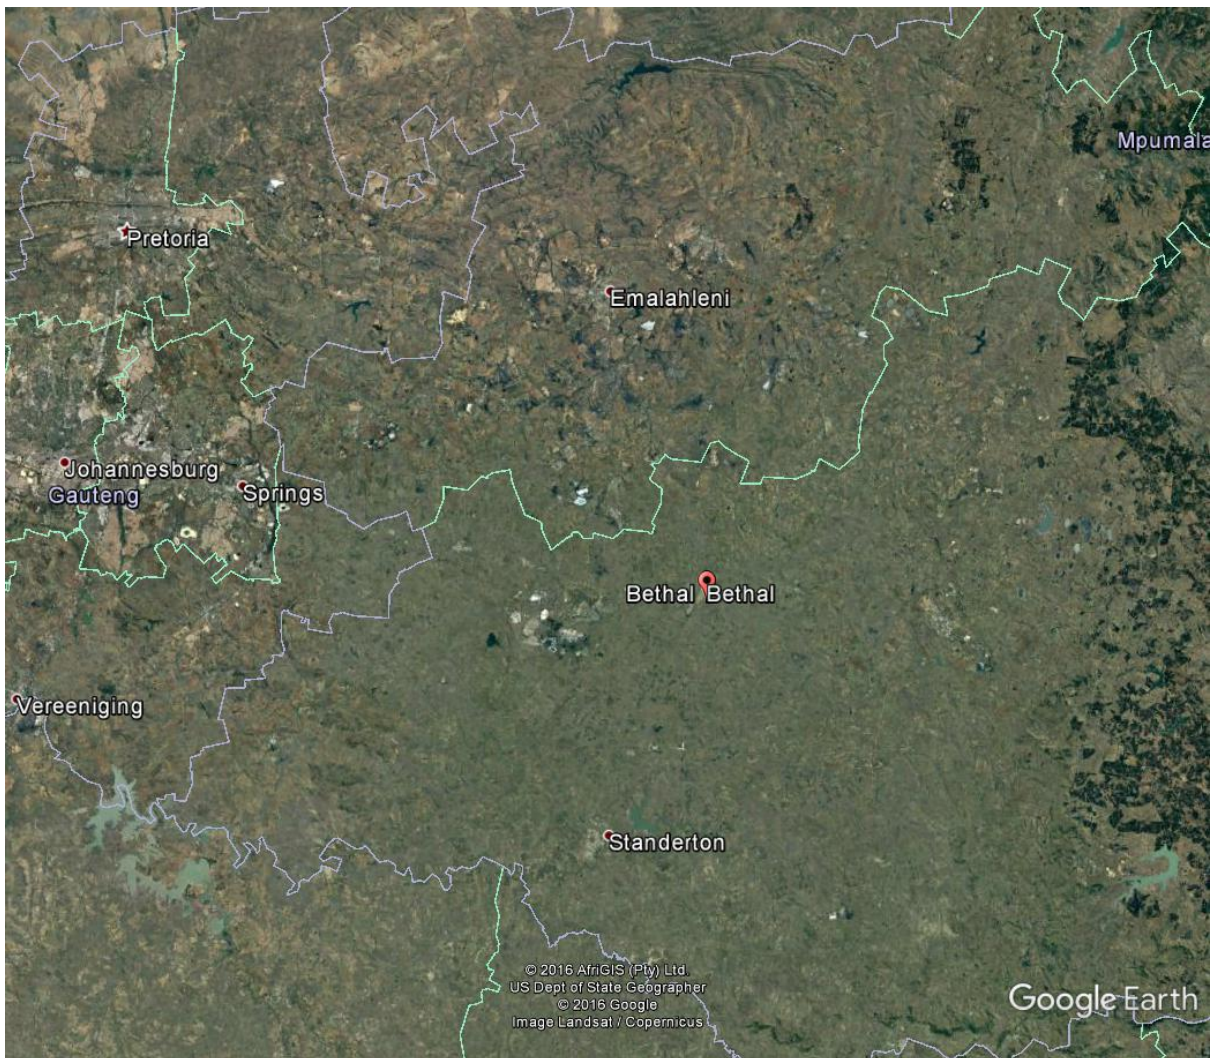 Mpumala
Pretoria
Emalahleni
Johannesburg
Gauteng
Springs
Bethal Bethal
Vereeniging
Standerton
© 2016 AfriGIS (Pty) Ltd.
US Dept of State Geographer
© 2016 Google
Image Landsat / Copernicus
Google Earth